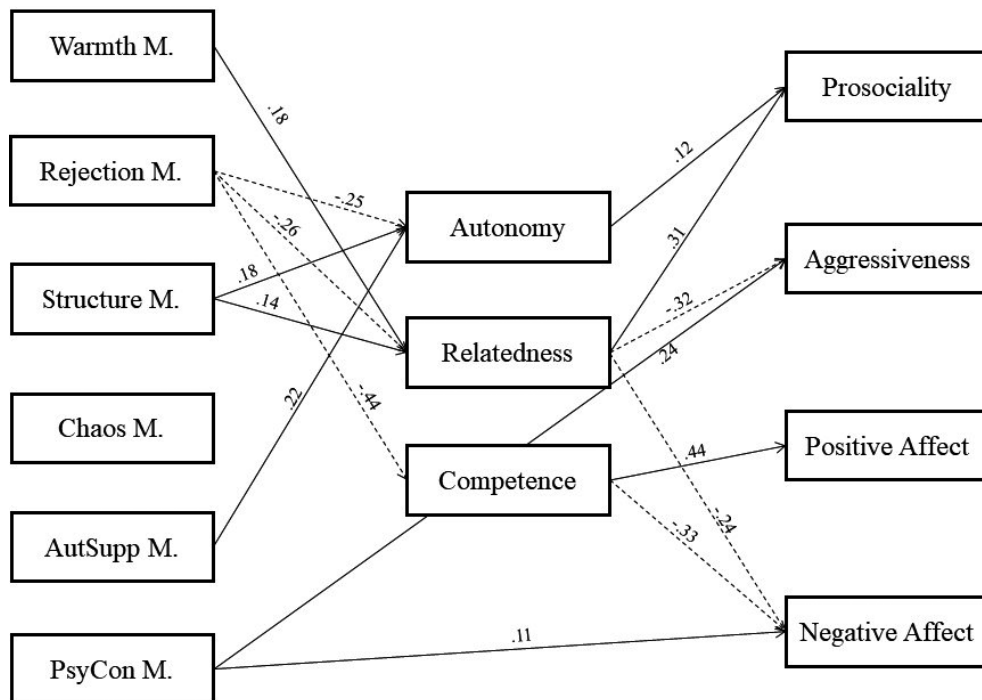 Warmth M.
Rejection M.
Structure M.
Chaos M.
AutSupp M.
PsyCon M.
.18
-.25
-.26
.18
.14
-.44
.22
Autonomy
Relatedness
Competence
.12
.31
-.32
.24
.44
-.24
-.33
.11
Prosociality
Aggressiveness
Positive Affect
Negative Affect